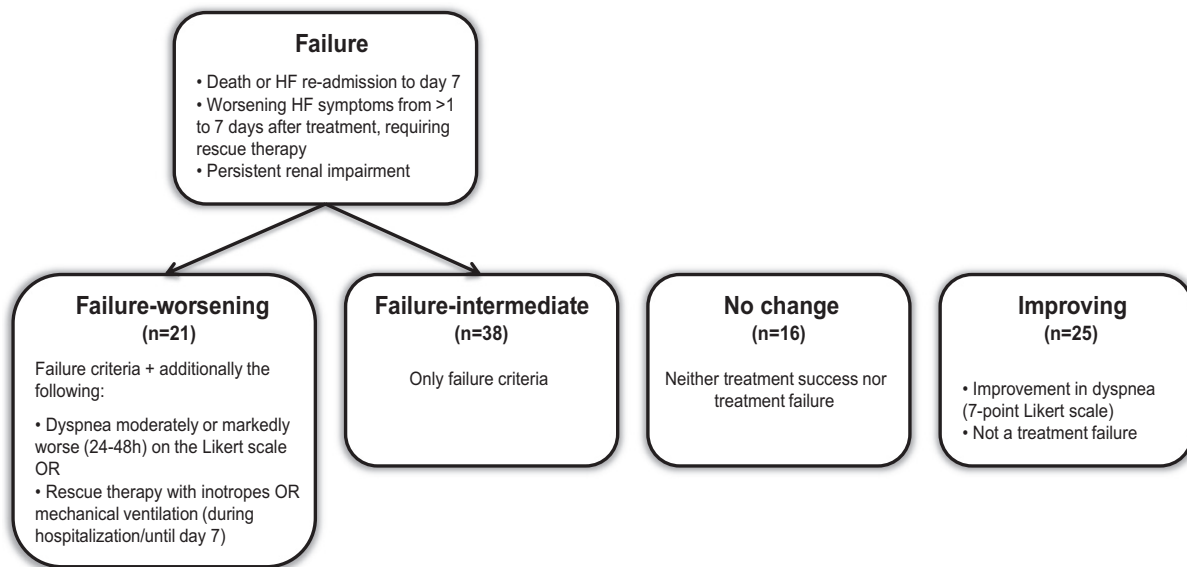 Failure
• Death or HF re-admission to day 7
• Worsening HF symptoms from >1
to 7 days after treatment, requiring
rescue therapy
• Persistent renal impairment
Failure-worsening
(n=21)
Failure criteria + additionally the
following:
• Dyspnea moderately or markedly
worse (24-48h) on the Likert scale
OR
• Rescue therapy with inotropes OR
mechanical ventilation (during
hospitalization/until day 7)
Failure-intermediate
(n=38)
Only failure criteria
No change
(n=16)
Neither treatment success nor
treatment failure
Improving
(n=25)
• Improvement in dyspnea
(7-point Likert scale)
• Not a treatment failure